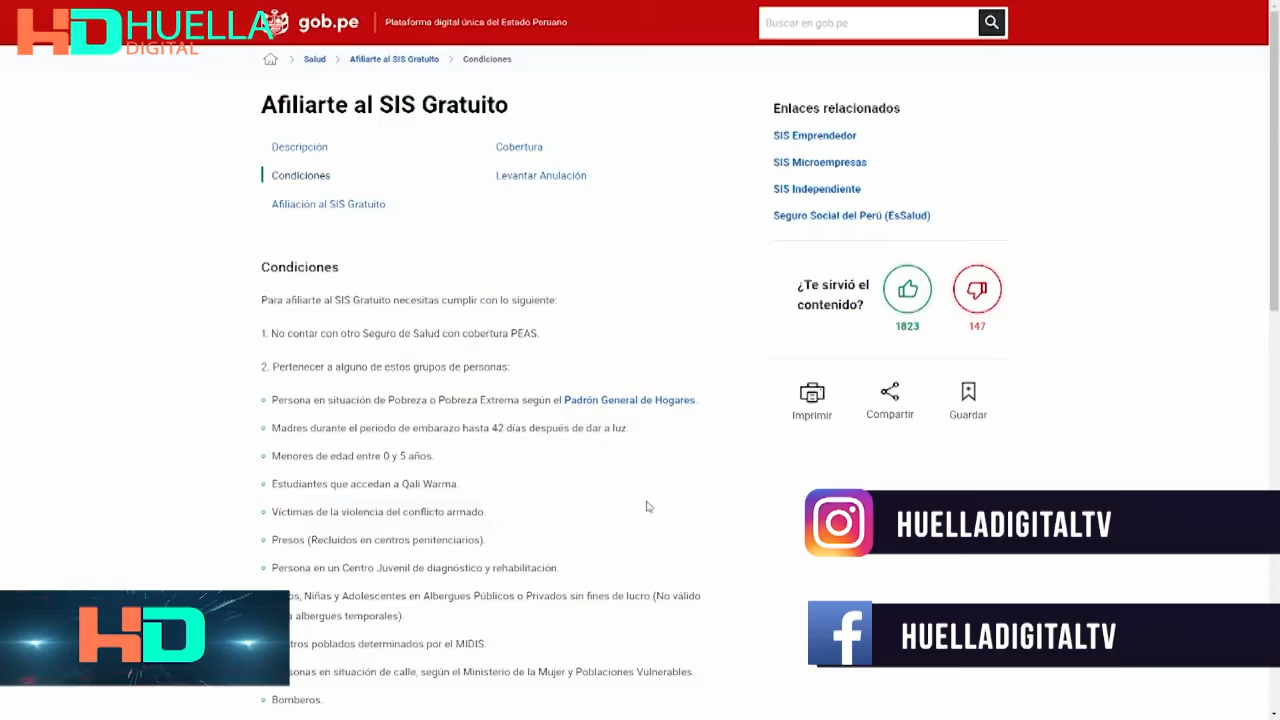 HD HUELLA
DIGITAL
gob.pe
Plataforma digital única del Estado Peruano
Buscar en gob.pe
Salud > Afiliarte al SIS Gratuito > Condiciones
Afiliarte al SIS Gratuito
Descripción
Cobertura
Condiciones
Levantar Anulación
Afiliación al SIS Gratuito
Condiciones
Para afiliarte al SIS Gratuito necesitas cumplir con lo siguiente:
1. No contar con otro Seguro de Salud con cobertura PEAS.
2. Pertenecer a alguno de estos grupos de personas:
Persona en situación de Pobreza o Pobreza Extrema según el Padrón General de Hogares.
Madres durante el periodo de embarazo hasta 42 días después de dar a luz
Menores de edad entre 0 y 5 años.
Estudiantes que accedan a Qali Warma.
Víctimas de la violencia del conflicto armado.
Presos (Recluidos en centros penitenciarios).
Persona en un Centro Juvenil de diagnóstico y rehabilitación.
os, Niñas y Adolescentes en Albergues Públicos o Privados sin fines de lucro (No válido
albergues temporales).
tros poblados determinados por el MIDIS.
sonas en situación de calle, según el Ministerio de la Mujer y Poblaciones Vulnerables.
Bomberos.
Enlaces relacionados
SIS Emprendedor
SIS Microempresas
SIS Independiente
Seguro Social del Perú (EsSalud)
¿Te sirvió el
contenido?
1823
147
Imprimir
Compartir
Guardar
HUELLADIGITALTV
HUELLADIGITALTV
HD